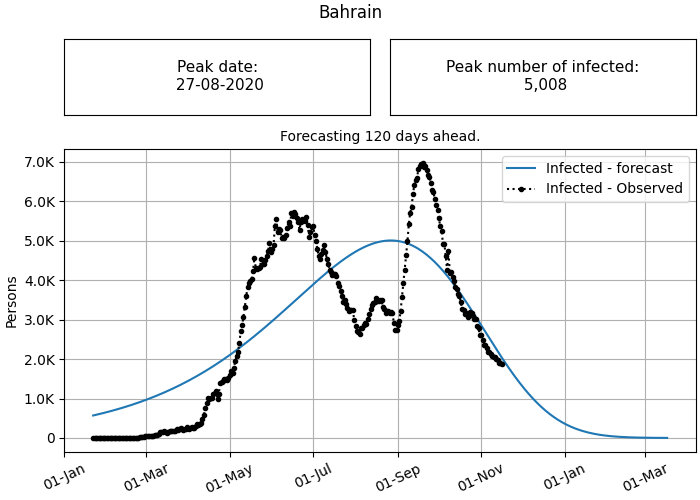 Bahrain
Peak date:
27-08-2020
Peak number of infected:
5,008
Forecasting 120 days ahead.
Infected - forecast
Infected - Observed
7.0K
6.0K
5.0K
4.0K
3.0K
2.0K
1.0K
0
Persons
01-Jan
01-Mar
01-May
01-Jul
01-Sep
01-Nov
01-Jan
01-Mar